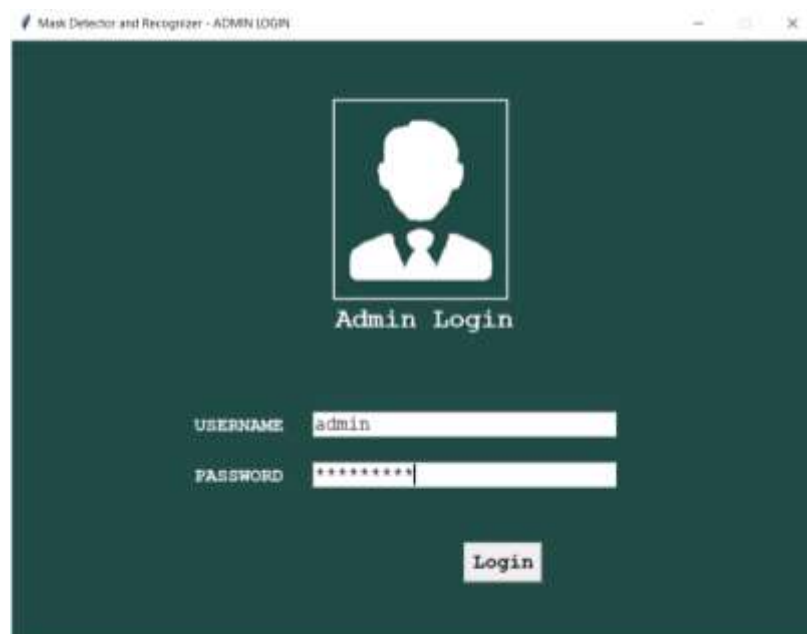 Mask Detector and Recognizer - ADMIN LOGIN
Admin Login
USERNAME admin
PASSWORD *********
Login